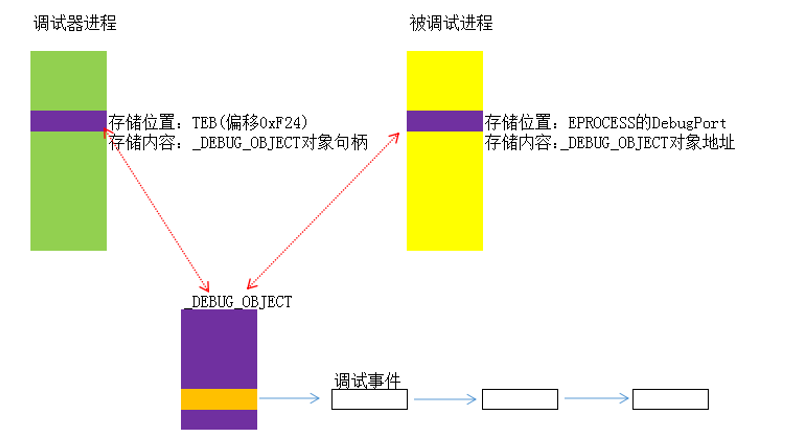 调试器进程
被调试进程
存储位置：TEB(偏移0xF24)
存储内容：_DEBUG_OBJECT对象句柄
存储位置：EPROCESS的DebugPort
存储内容：_DEBUG_OBJECT对象地址
_DEBUG_OBJECT
调试事件